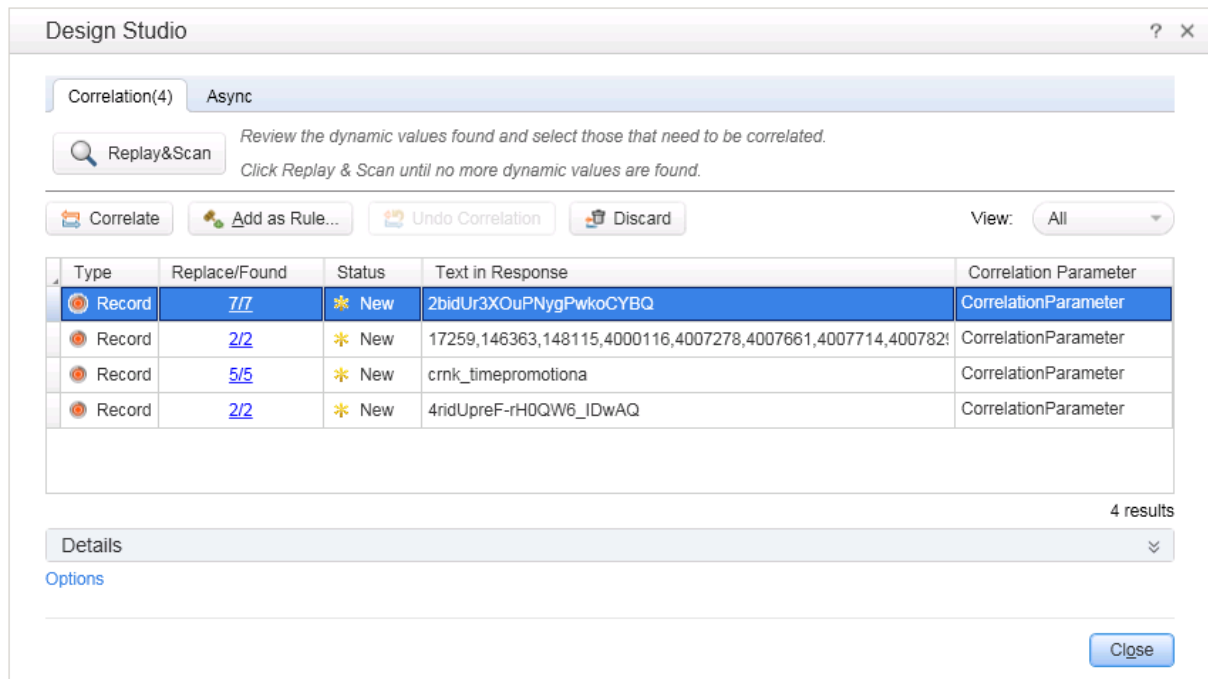 Design Studio
Correlation(4) Async
Replay&Scan
Review the dynamic values found and select those that need to be correlated.
Click Replay & Scan until no more dynamic values are found.
Correlate Add as Rule... Undo Correlation Discard View: All
Type Replace/Found Status Text in Response Correlation Parameter
Record 7/7 New 2bidUr3XOuPNygPwkoCYBQ CorrelationParameter
Record 2/2 New 17259,146363,148115,4000116,4007278,4007661,4007714,400782 CorrelationParameter
Record 5/5 New crnk_timepromotiona CorrelationParameter
Record 2/2 New 4ridUpreF-rH0QW6_IDwAQ CorrelationParameter
4 results
Details
Options
Close